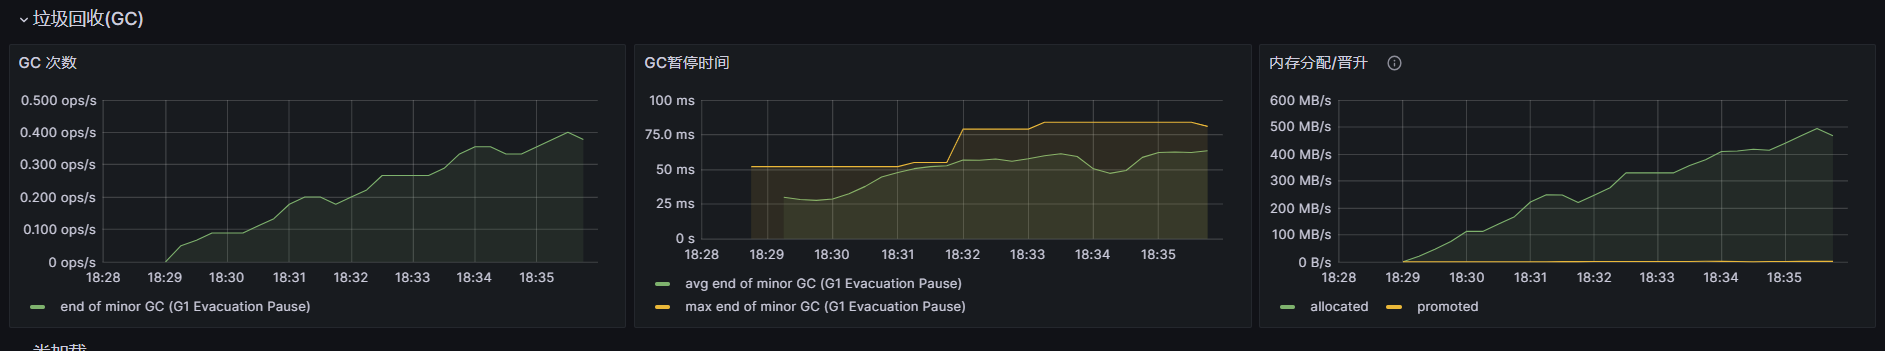 垃圾回收(GC)
GC 次数
0.500 ops/s
0.400 ops/s
0.300 ops/s
0.200 ops/s
0.100 ops/s
0 ops/s
18:28 18:29 18:30 18:31 18:32 18:33 18:34 18:35
end of minor GC (G1 Evacuation Pause)
GC暂停时间
100 ms
75.0 ms
50 ms
25 ms
0 s
18:28 18:29 18:30 18:31 18:32 18:33 18:34 18:35
avg end of minor GC (G1 Evacuation Pause)
max end of minor GC (G1 Evacuation Pause)
内存分配/晋升
600 MB/s
500 MB/s
400 MB/s
300 MB/s
200 MB/s
100 MB/s
0 B/s
18:28 18:29 18:30 18:31 18:32 18:33 18:34 18:35
allocated promoted